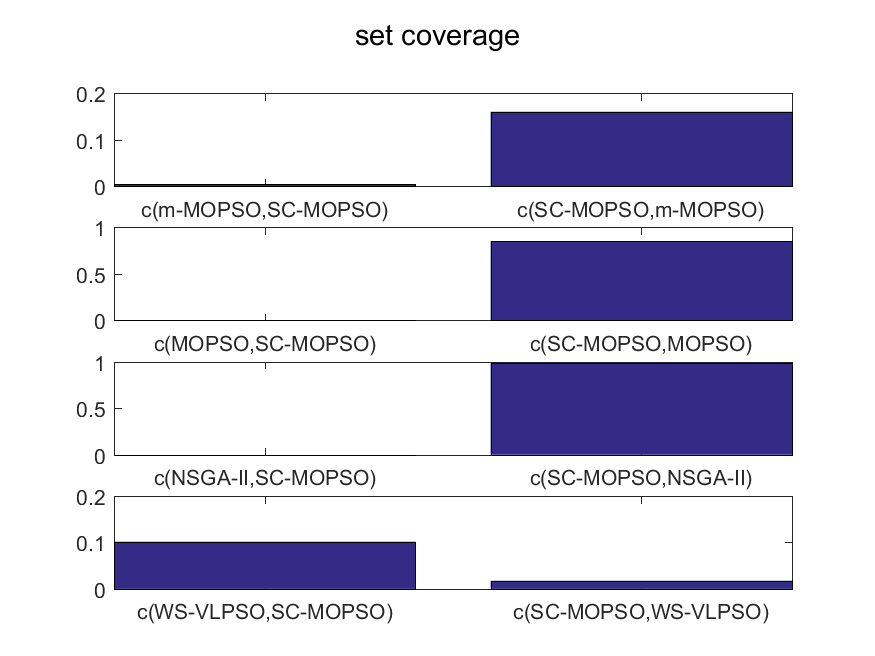 set coverage
0.2
0.1
0
c(m-MOPSO,SC-MOPSO) c(SC-MOPSO,m-MOPSO)
1
0.5
0
c(MOPSO,SC-MOPSO) c(SC-MOPSO,MOPSO)
1
0.5
0
c(NSGA-II,SC-MOPSO) c(SC-MOPSO,NSGA-II)
0.2
0.1
0
c(WS-VLPSO,SC-MOPSO) c(SC-MOPSO,WS-VLPSO)